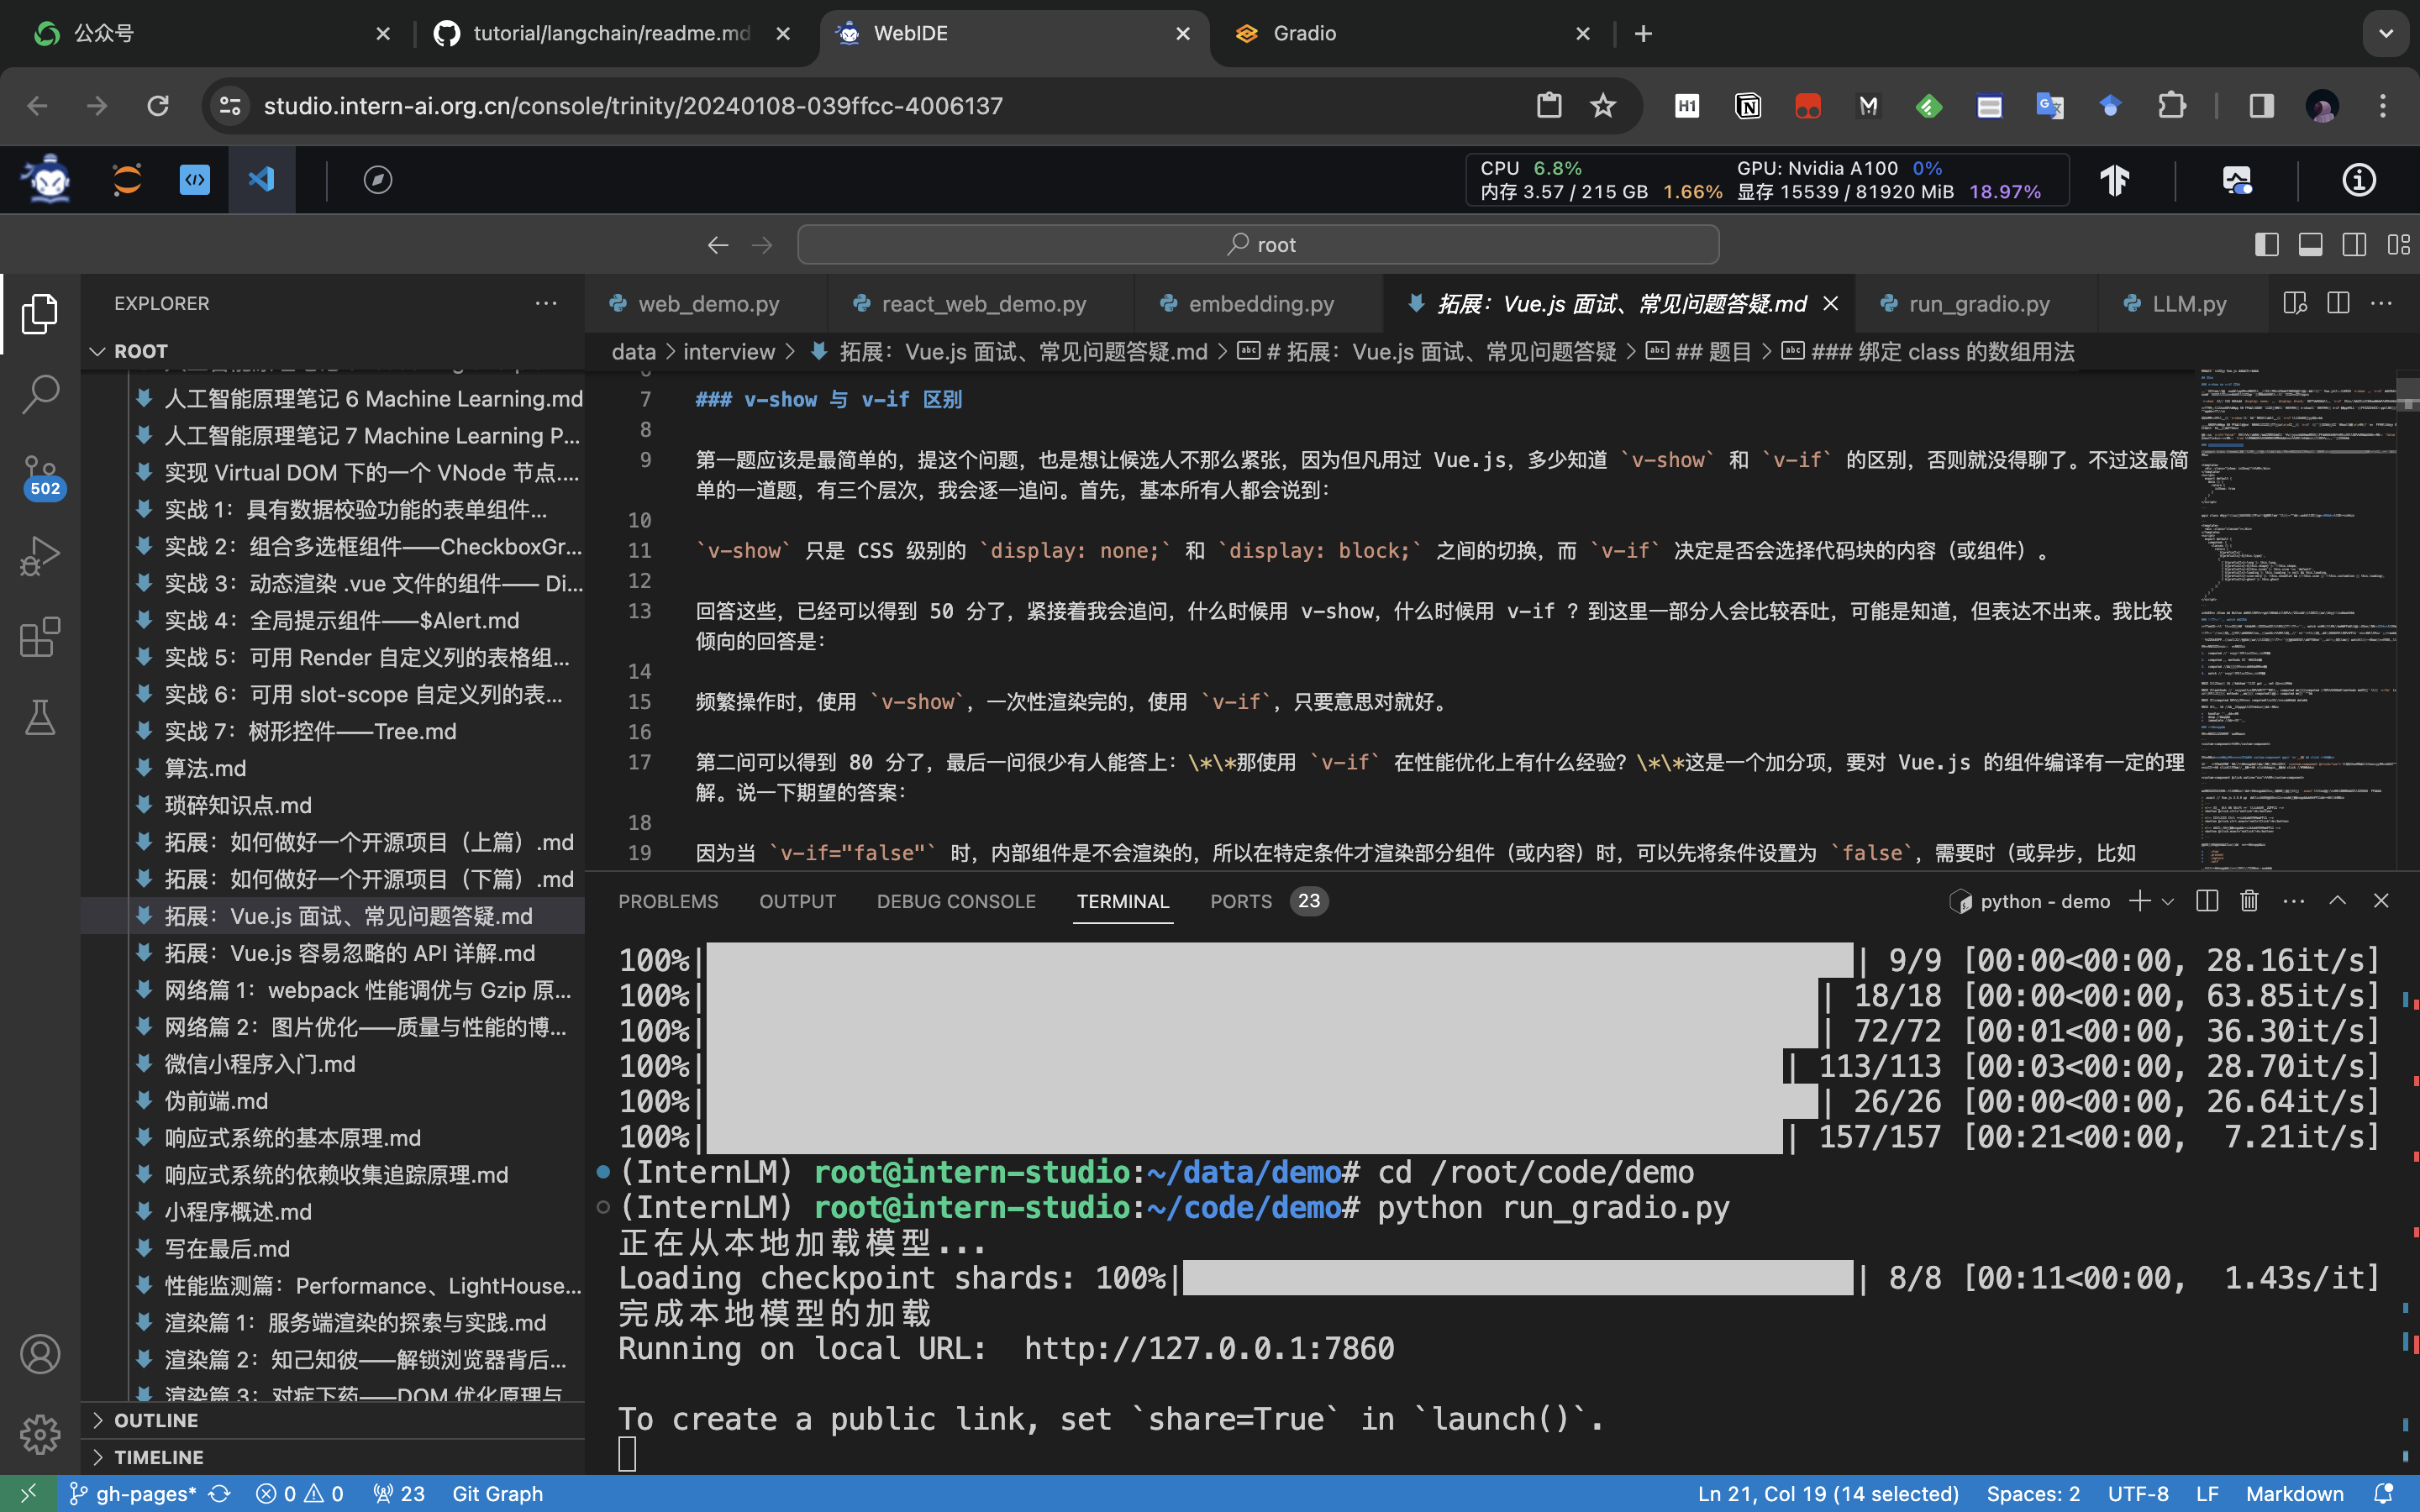 公众号
tutorial/langchain/readme.md
WebIDE
Gradio
studio.intern-ai.org.cn/console/trinity/20240108-039ffcc-4006137
CPU 6.8% GPU: Nvidia A100 0%
内存 3.57 / 215 GB 1.66% 显存 15539 / 81920 MiB 18.97%
root
EXPLORER
web_demo.py
react_web_demo.py
embedding.py
拓展：Vue.js 面试、常见问题答疑.md
run_gradio.py
LLM.py
ROOT
data > interview > 拓展：Vue.js 面试、常见问题答疑.md > # 拓展：Vue.js 面试、常见问题答疑 > ## 题目 > ### 绑定 class 的数组用法
人工智能原理笔记 6 Machine Learning.md
人工智能原理笔记 7 Machine Learning P...
实现 Virtual DOM 下的一个 VNode 节点....
实战 1：具有数据校验功能的表单组件...
实战 2：组合多选框组件——CheckboxGr...
实战 3：动态渲染 .vue 文件的组件—— Di...
实战 4：全局提示组件——$Alert.md
实战 5：可用 Render 自定义列的表格组...
实战 6：可用 slot-scope 自定义列的表...
实战 7：树形控件——Tree.md
算法.md
琐碎知识点.md
拓展：如何做好一个开源项目（上篇）.md
拓展：如何做好一个开源项目（下篇）.md
拓展：Vue.js 面试、常见问题答疑.md
拓展：Vue.js 容易忽略的 API 详解.md
网络篇 1：webpack 性能调优与 Gzip 原...
网络篇 2：图片优化——质量与性能的博...
微信小程序入门.md
伪前端.md
响应式系统的基本原理.md
响应式系统的依赖收集追踪原理.md
小程序概述.md
写在最后.md
性能监测篇：Performance、LightHouse...
渲染篇 1：服务端渲染的探索与实践.md
渲染篇 2：知己知彼——解锁浏览器背后...
渲染篇 3：对症下药——DOM 优化原理与
OUTLINE
TIMELINE
502
7 ### v-show 与 v-if 区别
8
9 第一题应该是最简单的，提这个问题，也是想让候选人不那么紧张，因为但凡用过 Vue.js，多少知道 `v-show` 和 `v-if` 的区别，否则就没得聊了。不过这最简
单的一道题，有三个层次，我会逐一追问。首先，基本所有人都会说到：
10
11 `v-show` 只是 CSS 级别的 `display: none;` 和 `display: block;` 之间的切换，而 `v-if` 决定是否会选择代码块的内容（或组件）。
12
13 回答这些，已经可以得到 50 分了，紧接着我会追问，什么时候用 v-show，什么时候用 v-if ？到这里一部分人会比较吞吐，可能是知道，但表达不出来。我比较
倾向的回答是：
14
15 频繁操作时，使用 `v-show`，一次性渲染完的，使用 `v-if`，只要意思对就好。
16
17 第二问可以得到 80 分了，最后一问很少有人能答上：\*\*那使用 `v-if` 在性能优化上有什么经验？\*\*这是一个加分项，要对 Vue.js 的组件编译有一定的理
解。说一下期望的答案：
18
19 因为当 `v-if="false"` 时，内部组件是不会渲染的，所以在特定条件才渲染部分组件（或内容）时，可以先将条件设置为 `false`，需要时（或异步，比如
PROBLEMS OUTPUT DEBUG CONSOLE TERMINAL PORTS 23
python - demo
100%| | 9/9 [00:00<00:00, 28.16it/s]
100%| | 18/18 [00:00<00:00, 63.85it/s]
100%| | 72/72 [00:01<00:00, 36.30it/s]
100%| | 113/113 [00:03<00:00, 28.70it/s]
100%| | 26/26 [00:00<00:00, 26.64it/s]
100%| | 157/157 [00:21<00:00, 7.21it/s]
(InternLM) root@intern-studio:~/data/demo# cd /root/code/demo
(InternLM) root@intern-studio:~/code/demo# python run_gradio.py
正在从本地加载模型...
Loading checkpoint shards: 100%| | 8/8 [00:11<00:00, 1.43s/it]
完成本地模型的加载
Running on local URL: http://127.0.0.1:7860
To create a public link, set `share=True` in `launch()`.
gh-pages* 0 0 23 Git Graph
Ln 21, Col 19 (14 selected) Spaces: 2 UTF-8 LF Markdown